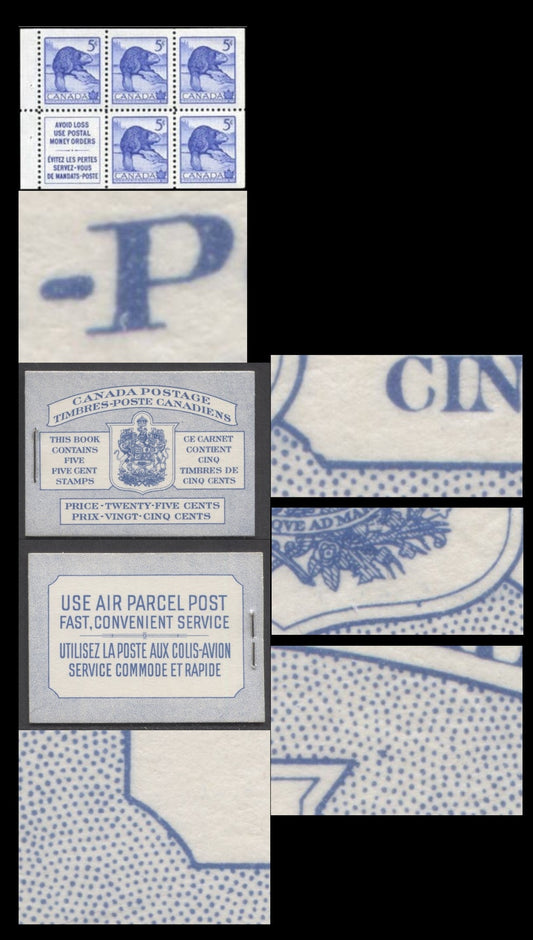 5¢ 5¢ 5¢
CANADA CANADA CANADA
AVOID LOSS
USE POSTAL
MONEY ORDERS
ÉVITEZ LES PERTES
SERVEZ-VOUS
DE MANDATS-POSTE
5¢ 5¢
CANADA CANADA
-P
CANADA POSTAGE
TIMBRES-POSTE CANADIENS
THIS BOOK
CONTAINS
FIVE
FIVE CENT
STAMPS
CE CARNET
CONTIENT
CINQ
TIMBRES DE
CINQ CENTS
PRICE-TWENTY-FIVE CENTS
PRIX-VINGT-CINQ CENTS
CIN
QVE AD MA
USE AIR PARCEL POST
FAST, CONVENIENT SERVICE
UTILISEZ LA POSTE AUX COLIS-AVION
SERVICE COMMODE ET RAPIDE